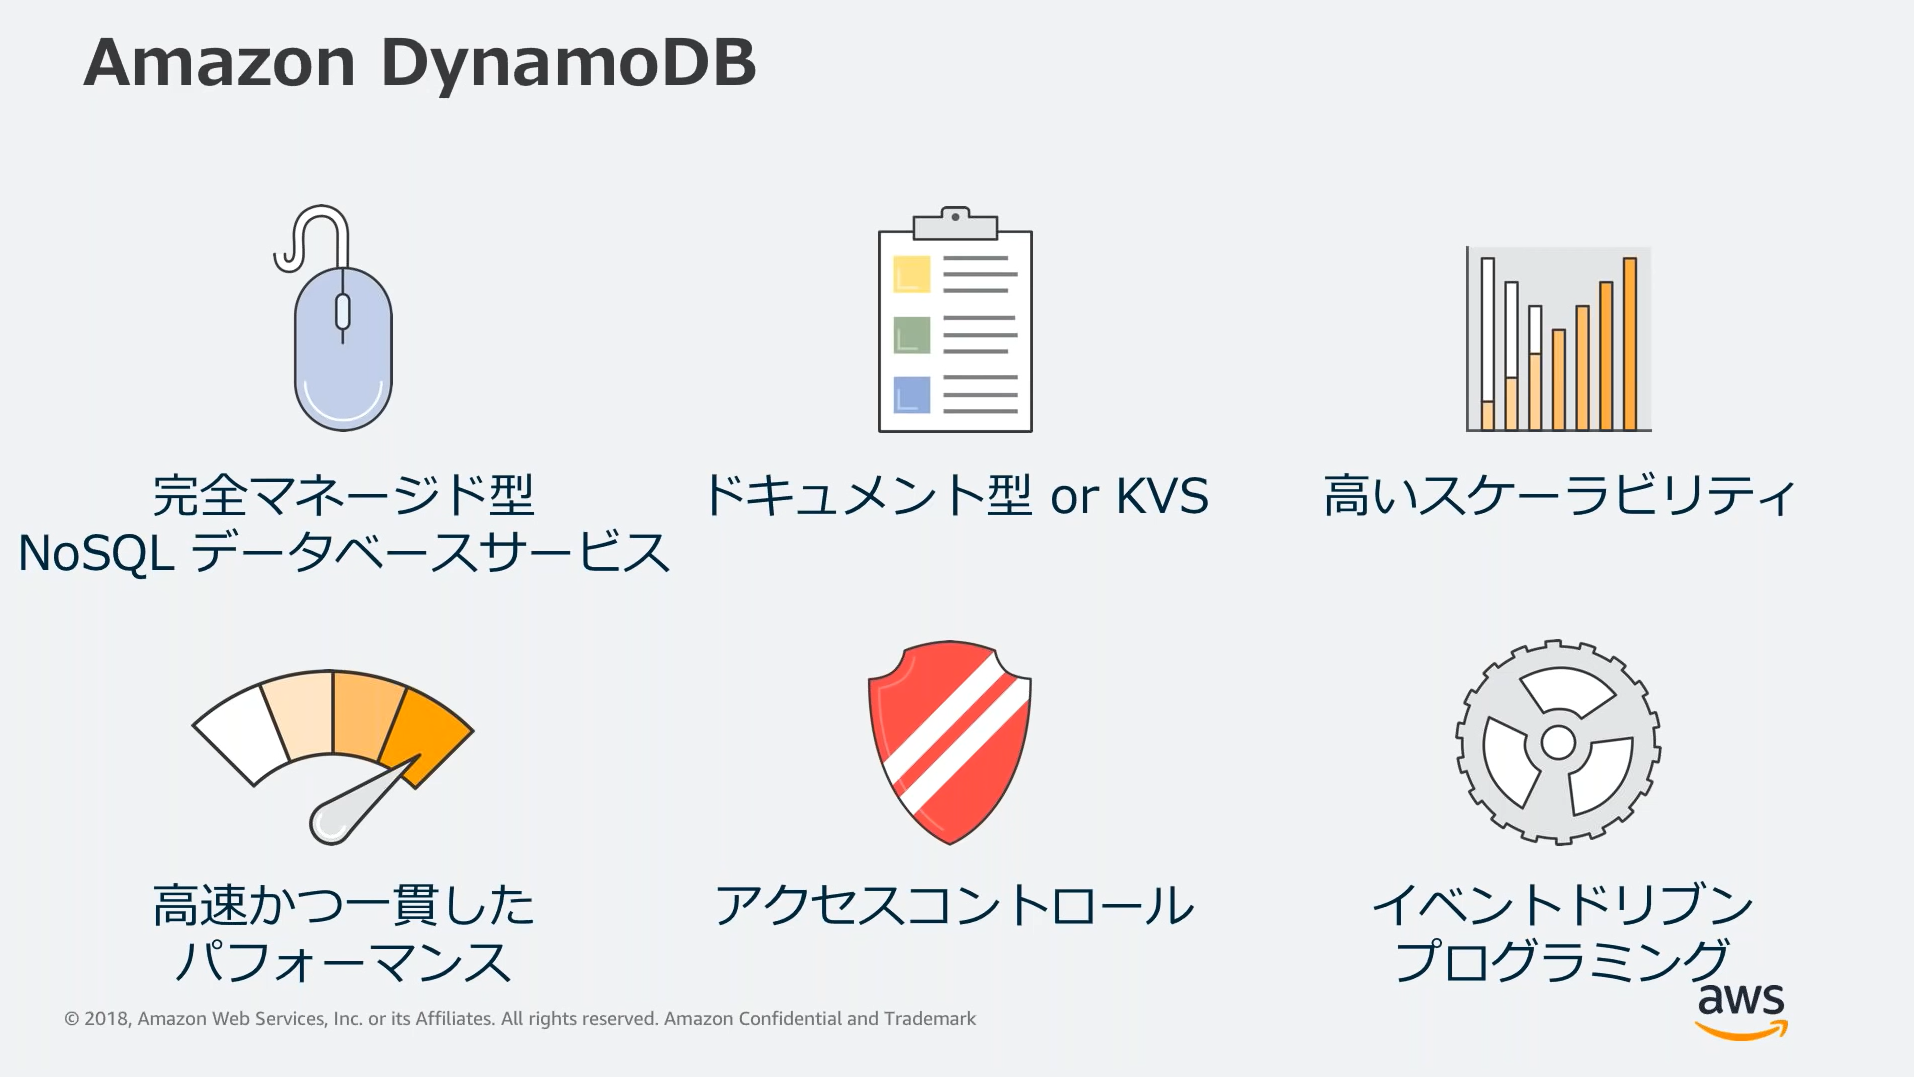 Amazon DynamoDB
完全マネージド型
NoSQL データベースサービス
ドキュメント型 or KVS
高いスケーラビリティ
高速かつ一貫した
パフォーマンス
アクセスコントロール
イベントドリブン
プログラミング
© 2018, Amazon Web Services, Inc. or its Affiliates. All rights reserved. Amazon Confidential and Trademark
aws